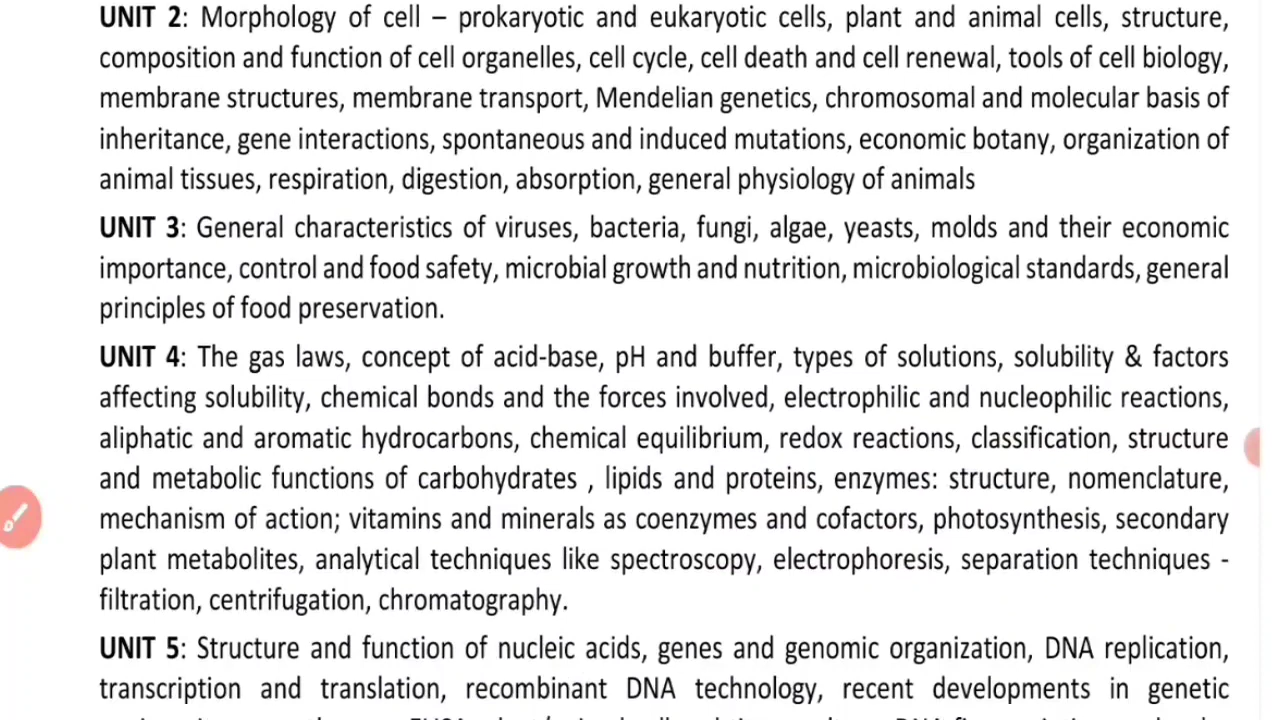 UNIT 2: Morphology of cell – prokaryotic and eukaryotic cells, plant and animal cells, structure,
composition and function of cell organelles, cell cycle, cell death and cell renewal, tools of cell biology,
membrane structures, membrane transport, Mendelian genetics, chromosomal and molecular basis of
inheritance, gene interactions, spontaneous and induced mutations, economic botany, organization of
animal tissues, respiration, digestion, absorption, general physiology of animals
UNIT 3: General characteristics of viruses, bacteria, fungi, algae, yeasts, molds and their economic
importance, control and food safety, microbial growth and nutrition, microbiological standards, general
principles of food preservation.
UNIT 4: The gas laws, concept of acid-base, pH and buffer, types of solutions, solubility & factors
affecting solubility, chemical bonds and the forces involved, electrophilic and nucleophilic reactions,
aliphatic and aromatic hydrocarbons, chemical equilibrium, redox reactions, classification, structure
and metabolic functions of carbohydrates , lipids and proteins, enzymes: structure, nomenclature,
mechanism of action; vitamins and minerals as coenzymes and cofactors, photosynthesis, secondary
plant metabolites, analytical techniques like spectroscopy, electrophoresis, separation techniques -
filtration, centrifugation, chromatography.
UNIT 5: Structure and function of nucleic acids, genes and genomic organization, DNA replication,
transcription and translation, recombinant DNA technology, recent developments in genetic